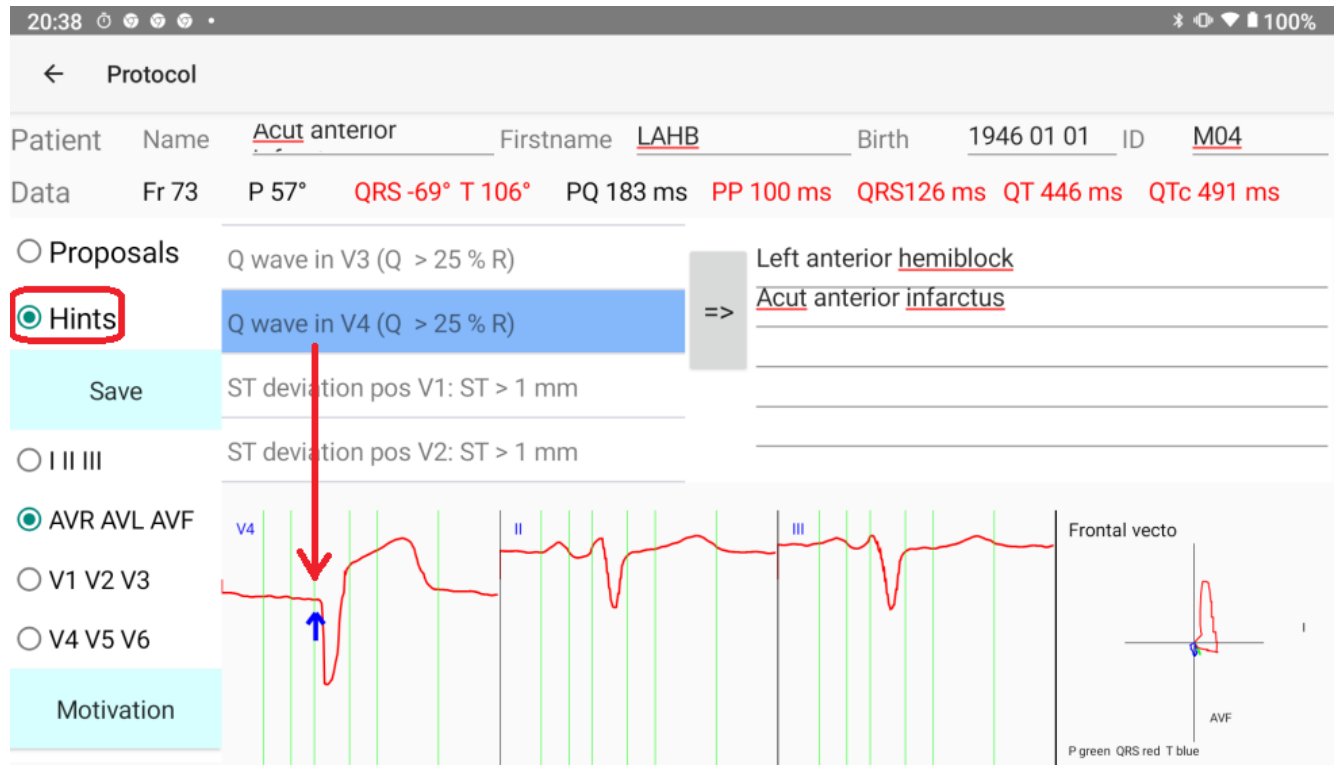 20:38 100%
Protocol
Patient Name Acut anterior Firstname LAHB Birth 1946 01 01 ID M04
Data Fr 73 P 57° QRS -69° T 106° PQ 183 ms PP 100 ms QRS126 ms QT 446 ms QTc 491 ms
Proposals
Hints
Save
I II III
AVR AVL AVF
V1 V2 V3
V4 V5 V6
Motivation
Q wave in V3 (Q > 25 % R)
Q wave in V4 (Q > 25 % R)
ST deviation pos V1: ST > 1 mm
ST deviation pos V2: ST > 1 mm
=>
Left anterior hemiblock
Acut anterior infarctus
V4
II
III
Frontal vecto
I
AVF
P green QRS red T blue